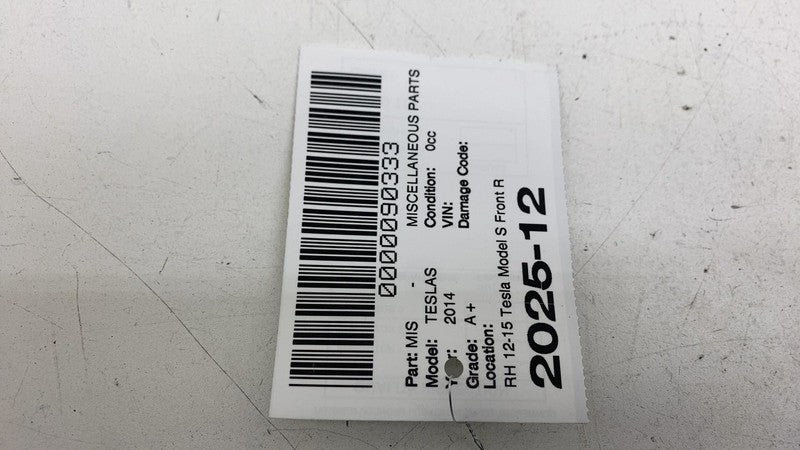 0000090333
Part: MIS - MISCELLANEOUS PARTS
Model: TESLAS Condition: 0cc
Year: 2014 VIN:
Grade: A+ Damage Code:
Location:
RH 12-15 Tesla Model S Front R
2025-12